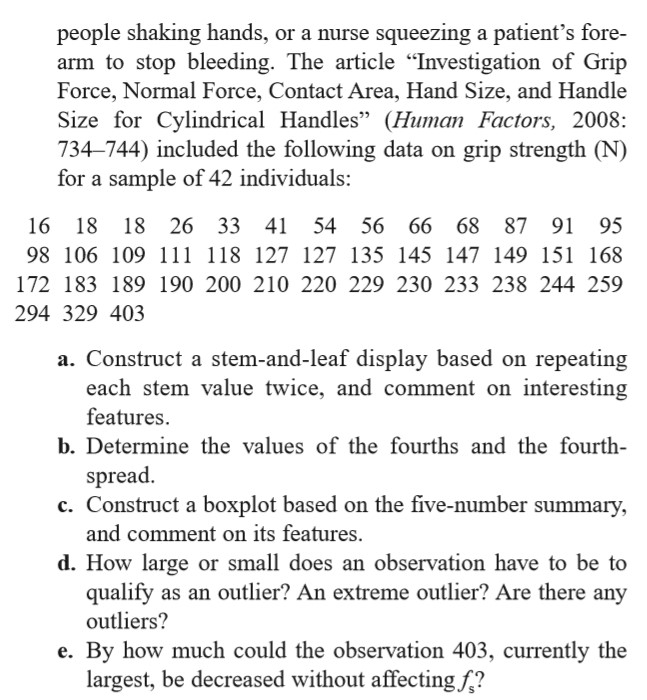 people shaking hands, or a nurse squeezing a patient’s fore-
arm to stop bleeding. The article “Investigation of Grip
Force, Normal Force, Contact Area, Hand Size, and Handle
Size for Cylindrical Handles” (Human Factors, 2008:
734–744) included the following data on grip strength (N)
for a sample of 42 individuals:
16 18 18 26 33 41 54 56 66 68 87 91 95
98 106 109 111 118 127 127 135 145 147 149 151 168
172 183 189 190 200 210 220 229 230 233 238 244 259
294 329 403
a. Construct a stem-and-leaf display based on repeating
each stem value twice, and comment on interesting
features.
b. Determine the values of the fourths and the fourth-
spread.
c. Construct a boxplot based on the five-number summary,
and comment on its features.
d. How large or small does an observation have to be to
qualify as an outlier? An extreme outlier? Are there any
outliers?
e. By how much could the observation 403, currently the
largest, be decreased without affecting fs?